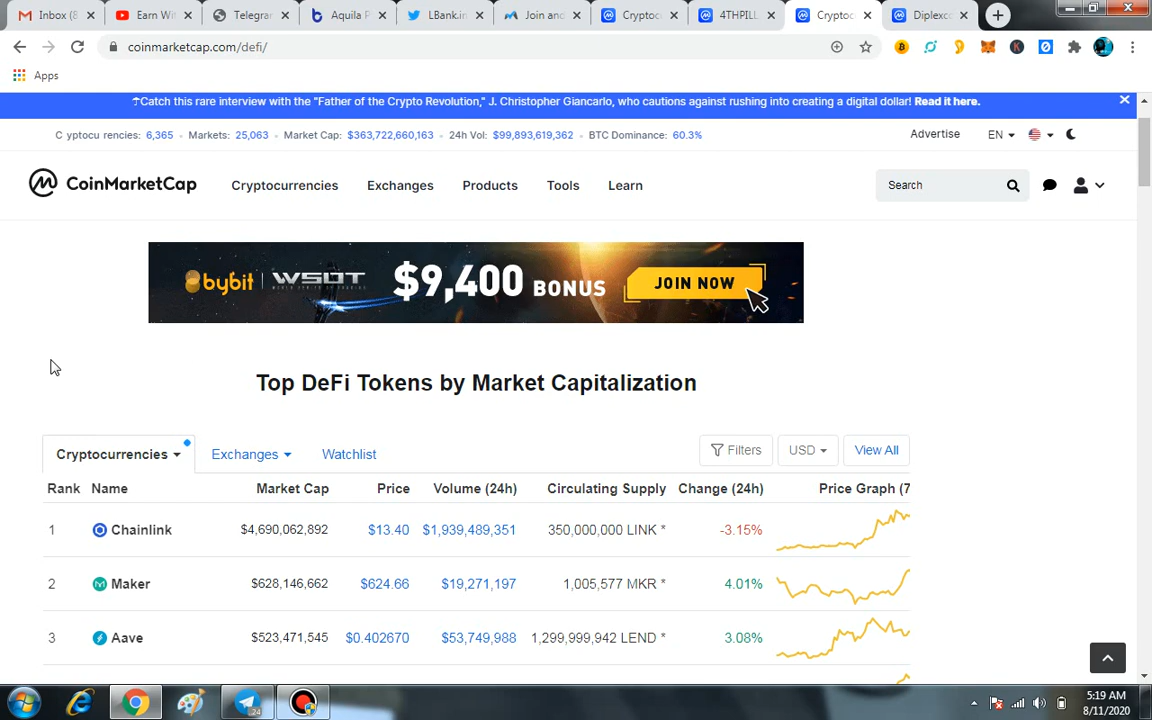 Inbox (8
Earn Wit
Telegran
Aquila P
LBank.in
Join and
Cryptoc
4THPILL
Cryptoc
Diplexco
coinmarketcap.com/defi/
Apps
☂Catch this rare interview with the "Father of the Crypto Revolution," J. Christopher Giancarlo, who cautions against rushing into creating a digital dollar! Read it here.
C yptocu rencies: 6,365 • Markets: 25,063 • Market Cap: $363,722,660,163 • 24h Vol: $99,893,619,362 • BTC Dominance: 60.3%
Advertise EN
CoinMarketCap Cryptocurrencies Exchanges Products Tools Learn Search
bybit | WSOT $9,400 BONUS JOIN NOW
Top DeFi Tokens by Market Capitalization
Cryptocurrencies Exchanges Watchlist Filters USD View All
Rank Name Market Cap Price Volume (24h) Circulating Supply Change (24h) Price Graph (7
1 Chainlink $4,690,062,892 $13.40 $1,939,489,351 350,000,000 LINK * -3.15%
2 Maker $628,146,662 $624.66 $19,271,197 1,005,577 MKR * 4.01%
3 Aave $523,471,545 $0.402670 $53,749,988 1,299,999,942 LEND * 3.08%
24
5:19 AM
8/11/2020